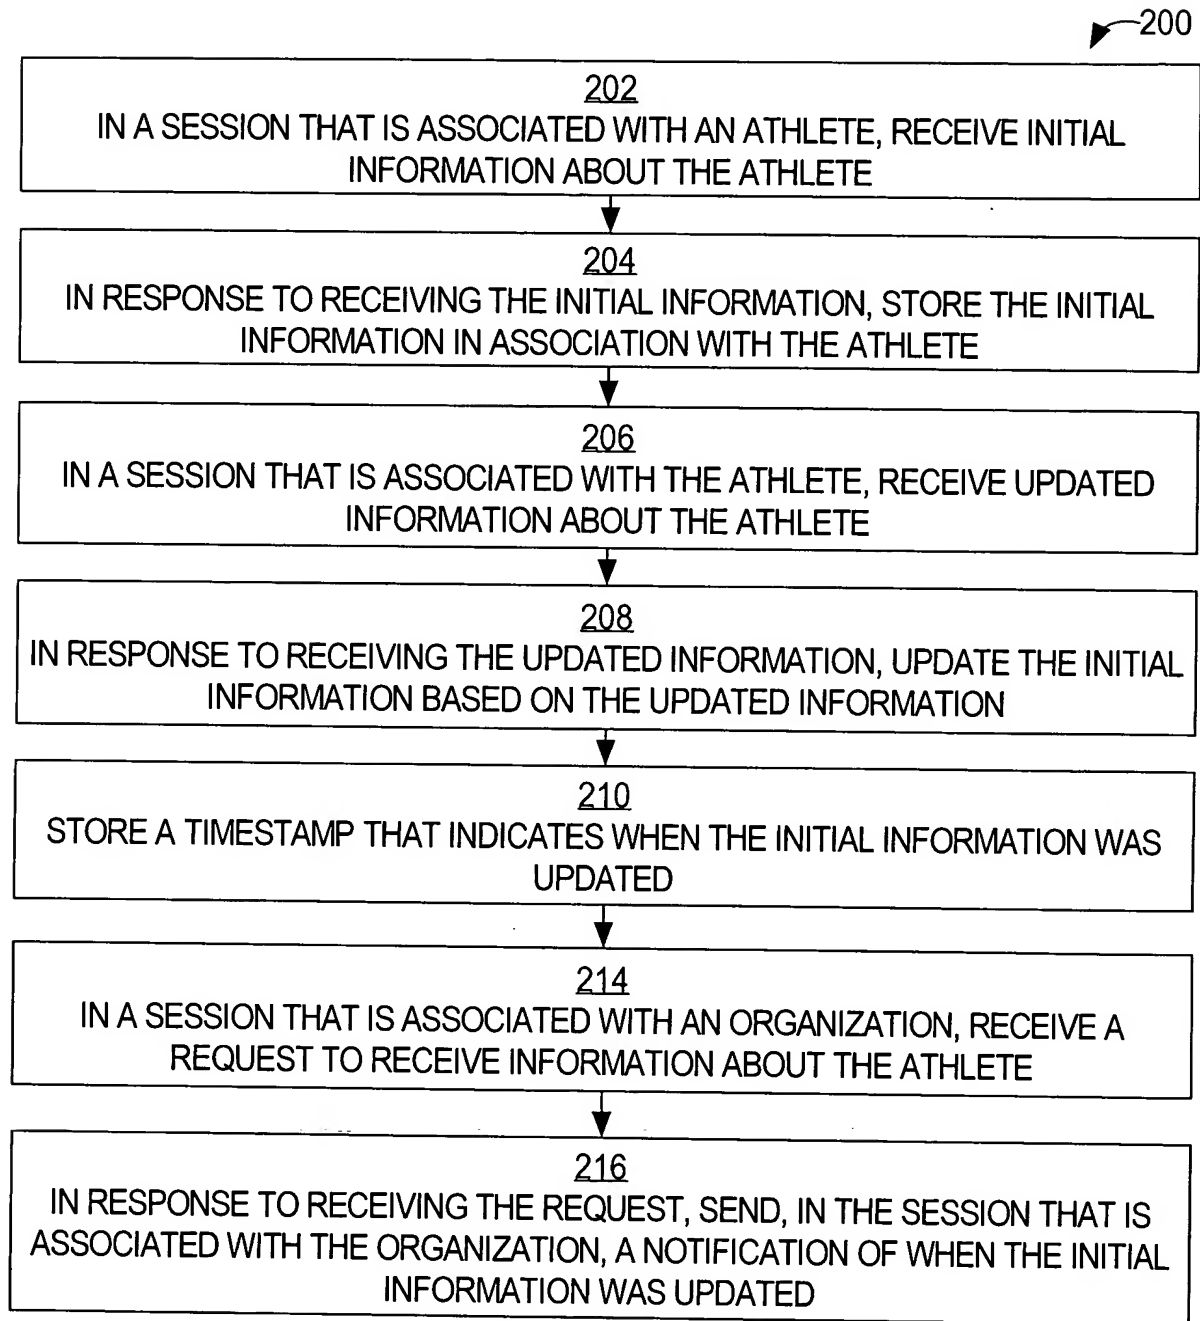 200
202
IN A SESSION THAT IS ASSOCIATED WITH AN ATHLETE, RECEIVE INITIAL
INFORMATION ABOUT THE ATHLETE
204
IN RESPONSE TO RECEIVING THE INITIAL INFORMATION, STORE THE INITIAL
INFORMATION IN ASSOCIATION WITH THE ATHLETE
206
IN A SESSION THAT IS ASSOCIATED WITH THE ATHLETE, RECEIVE UPDATED
INFORMATION ABOUT THE ATHLETE
208
IN RESPONSE TO RECEIVING THE UPDATED INFORMATION, UPDATE THE INITIAL
INFORMATION BASED ON THE UPDATED INFORMATION
210
STORE A TIMESTAMP THAT INDICATES WHEN THE INITIAL INFORMATION WAS
UPDATED
214
IN A SESSION THAT IS ASSOCIATED WITH AN ORGANIZATION, RECEIVE A
REQUEST TO RECEIVE INFORMATION ABOUT THE ATHLETE
216
IN RESPONSE TO RECEIVING THE REQUEST, SEND, IN THE SESSION THAT IS
ASSOCIATED WITH THE ORGANIZATION, A NOTIFICATION OF WHEN THE INITIAL
INFORMATION WAS UPDATED